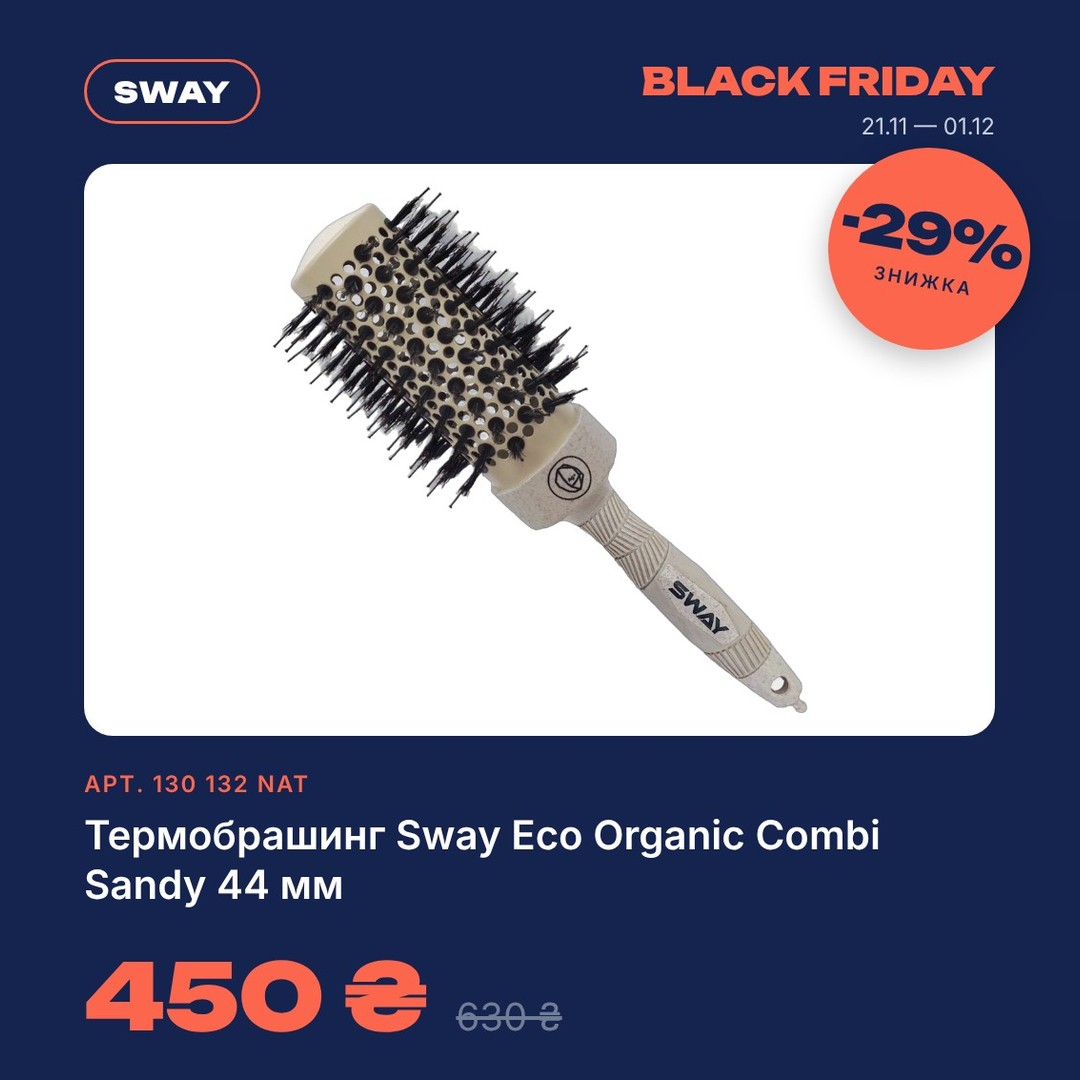 SWAY
BLACK FRIDAY
21.11 — 01.12
-29%
ЗНИЖКА
SWAY
АРТ. 130 132 NAT
Термобрашинг Sway Eco Organic Combi
Sandy 44 мм
450 ₴
630 ₴